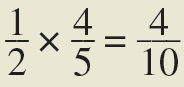 1/2 × 4/5 = 4/10